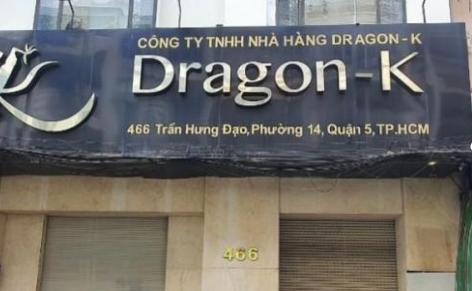 CÔNG TY TNHH NHÀ HÀNG DRAGON - K
Dragon-K
466 Trần Hưng Đạo,Phường 14, Quận 5,TP.HCM
466